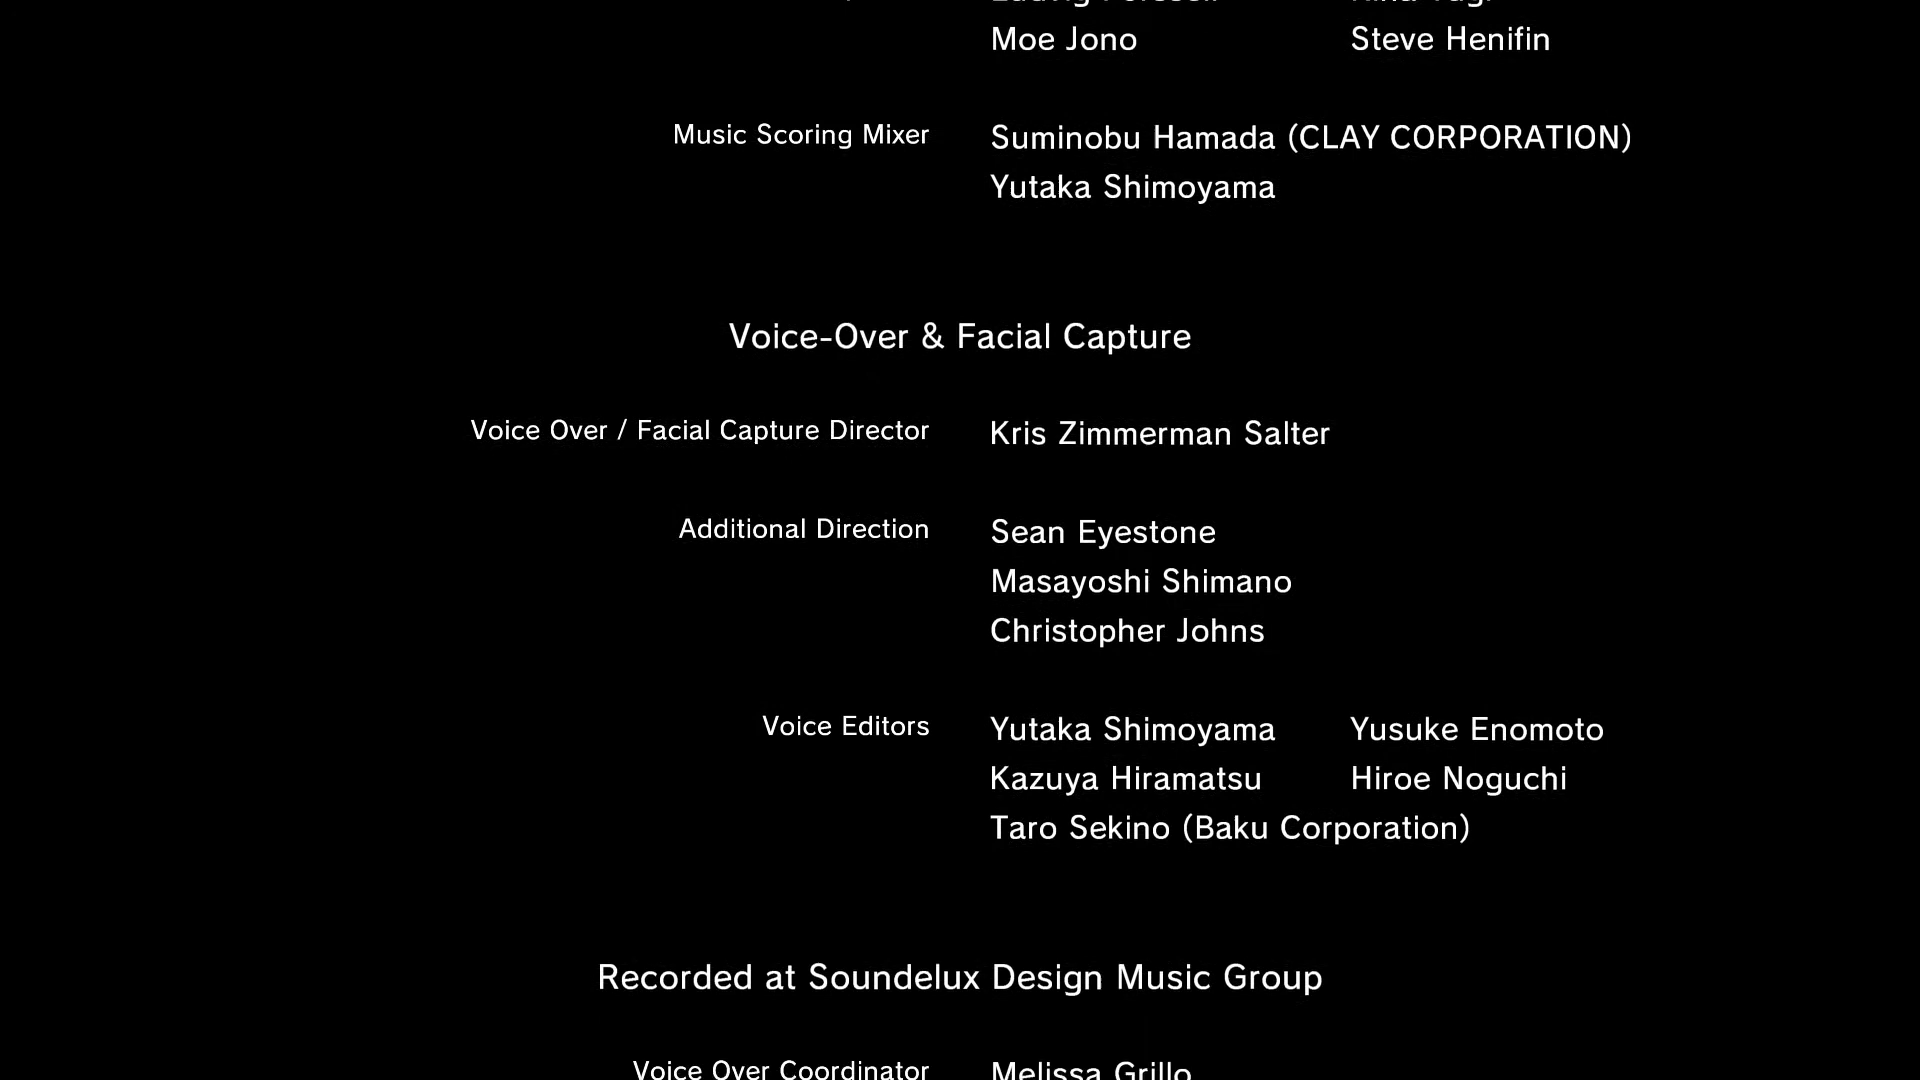 Moe Jono Steve Henifin
Music Scoring Mixer Suminobu Hamada (CLAY CORPORATION)
Yutaka Shimoyama
Voice-Over & Facial Capture
Voice Over / Facial Capture Director Kris Zimmerman Salter
Additional Direction Sean Eyestone
Masayoshi Shimano
Christopher Johns
Voice Editors Yutaka Shimoyama Yusuke Enomoto
Kazuya Hiramatsu Hiroe Noguchi
Taro Sekino (Baku Corporation)
Recorded at Soundelux Design Music Group
Voice Over Coordinator Melissa Grillo